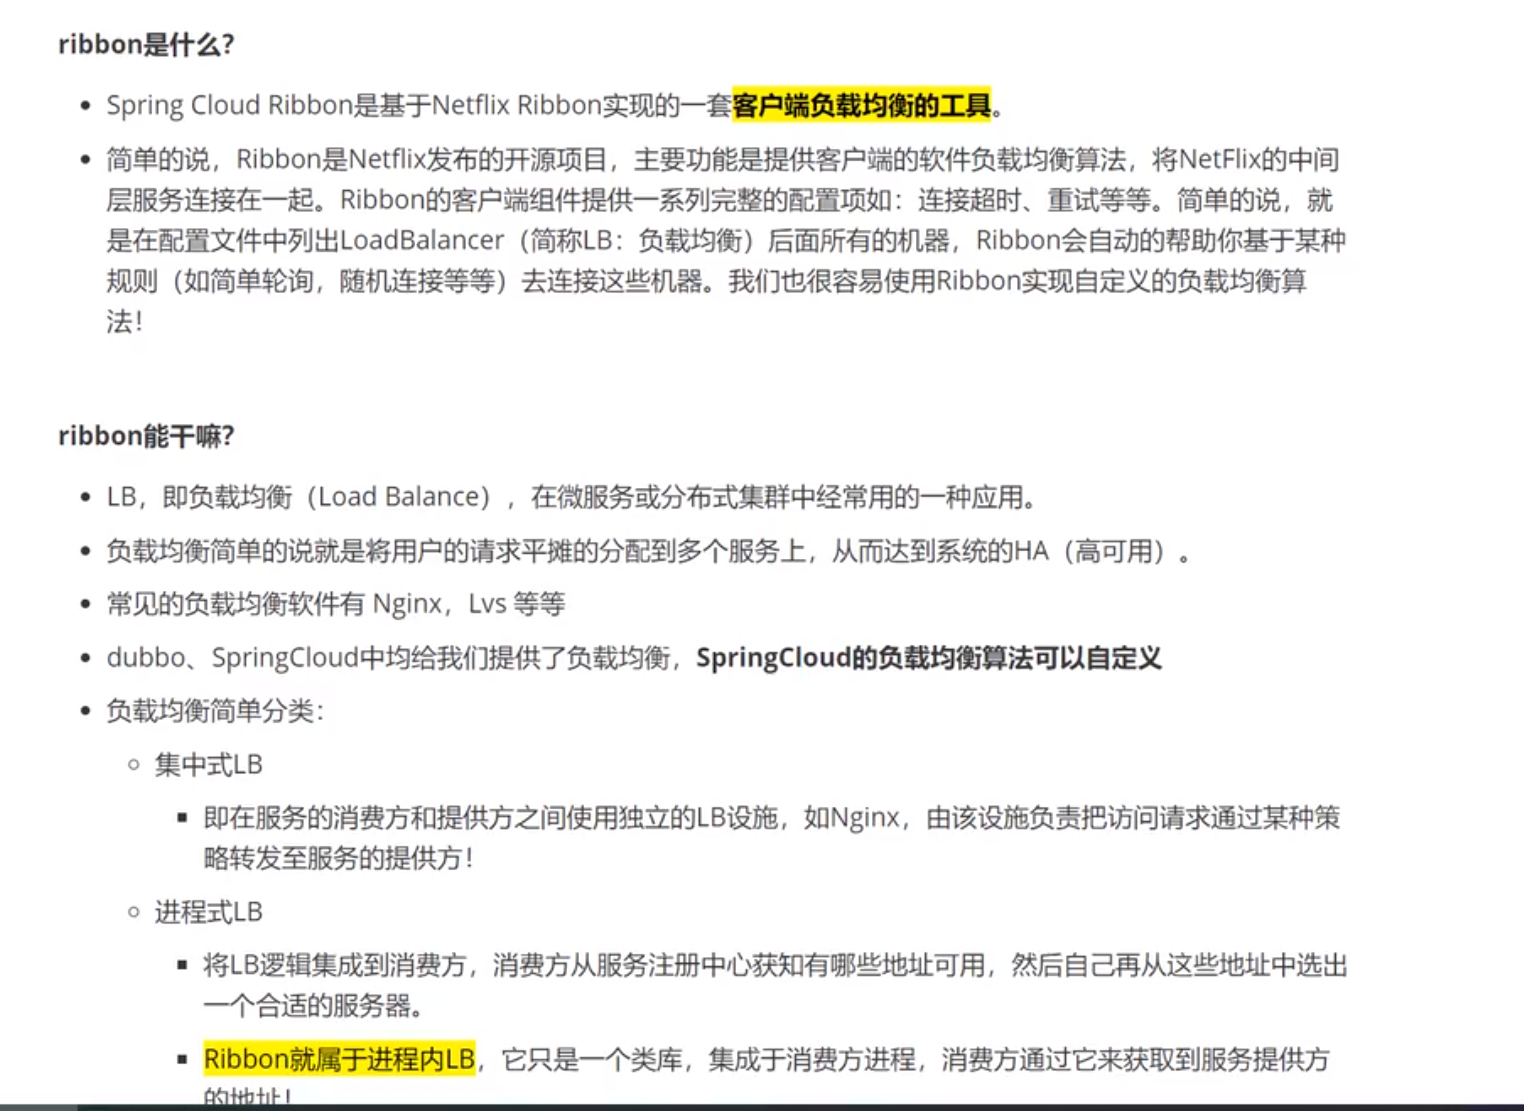 ribbon是什么？
Spring Cloud Ribbon是基于Netflix Ribbon实现的一套客户端负载均衡的工具。
简单的说，Ribbon是Netflix发布的开源项目，主要功能是提供客户端的软件负载均衡算法，将NetFlix的中间
层服务连接在一起。Ribbon的客户端组件提供一系列完整的配置项如：连接超时、重试等等。简单的说，就
是在配置文件中列出LoadBalancer（简称LB：负载均衡）后面所有的机器，Ribbon会自动的帮助你基于某种
规则（如简单轮询，随机连接等等）去连接这些机器。我们也很容易使用Ribbon实现自定义的负载均衡算
法！
ribbon能干嘛？
LB，即负载均衡（Load Balance），在微服务或分布式集群中经常用的一种应用。
负载均衡简单的说就是将用户的请求平摊的分配到多个服务上，从而达到系统的HA（高可用）。
常见的负载均衡软件有 Nginx，Lvs 等等
dubbo、SpringCloud中均给我们提供了负载均衡，SpringCloud的负载均衡算法可以自定义
负载均衡简单分类：
集中式LB
即在服务的消费方和提供方之间使用独立的LB设施，如Nginx，由该设施负责把访问请求通过某种策
略转发至服务的提供方！
进程式LB
将LB逻辑集成到消费方，消费方从服务注册中心获知有哪些地址可用，然后自己再从这些地址中选出
一个合适的服务器。
Ribbon就属于进程内LB，它只是一个类库，集成于消费方进程，消费方通过它来获取到服务提供方
的地址！